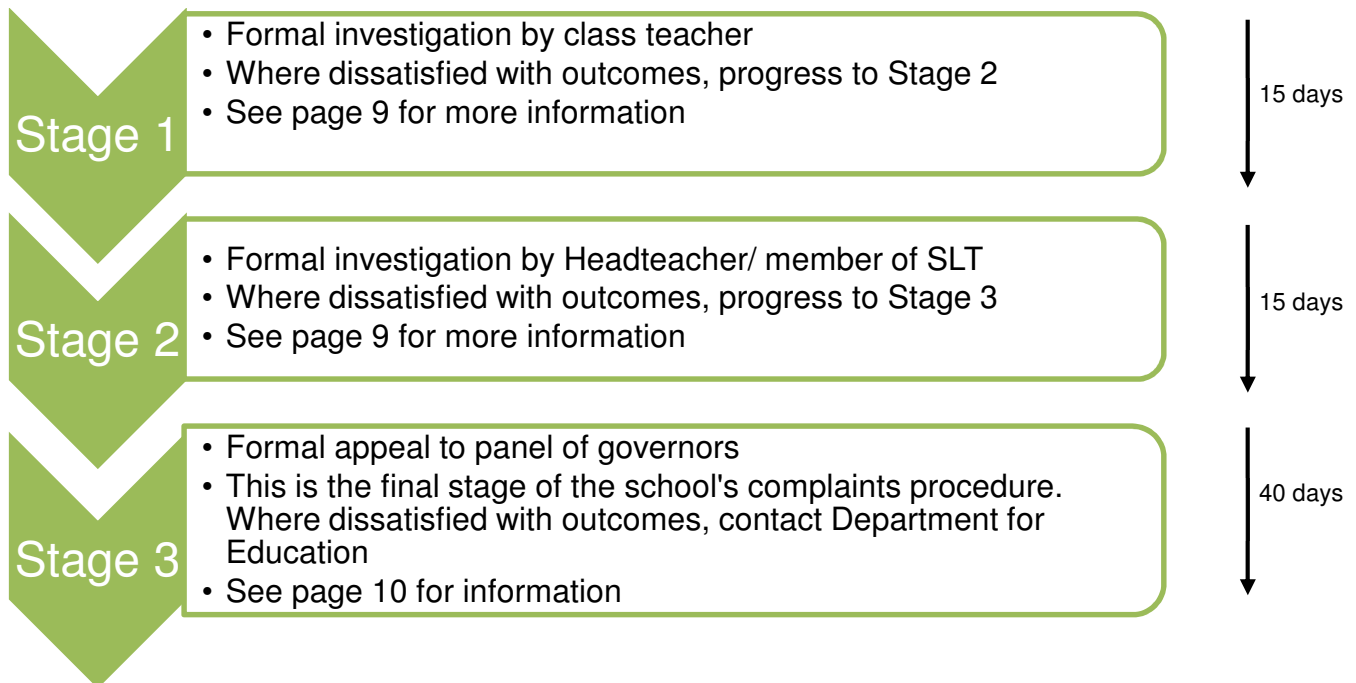 Stage 1
• Formal investigation by class teacher
• Where dissatisfied with outcomes, progress to Stage 2
• See page 9 for more information
15 days
Stage 2
• Formal investigation by Headteacher/ member of SLT
• Where dissatisfied with outcomes, progress to Stage 3
• See page 9 for more information
15 days
Stage 3
• Formal appeal to panel of governors
• This is the final stage of the school's complaints procedure.
Where dissatisfied with outcomes, contact Department for
Education
• See page 10 for information
40 days